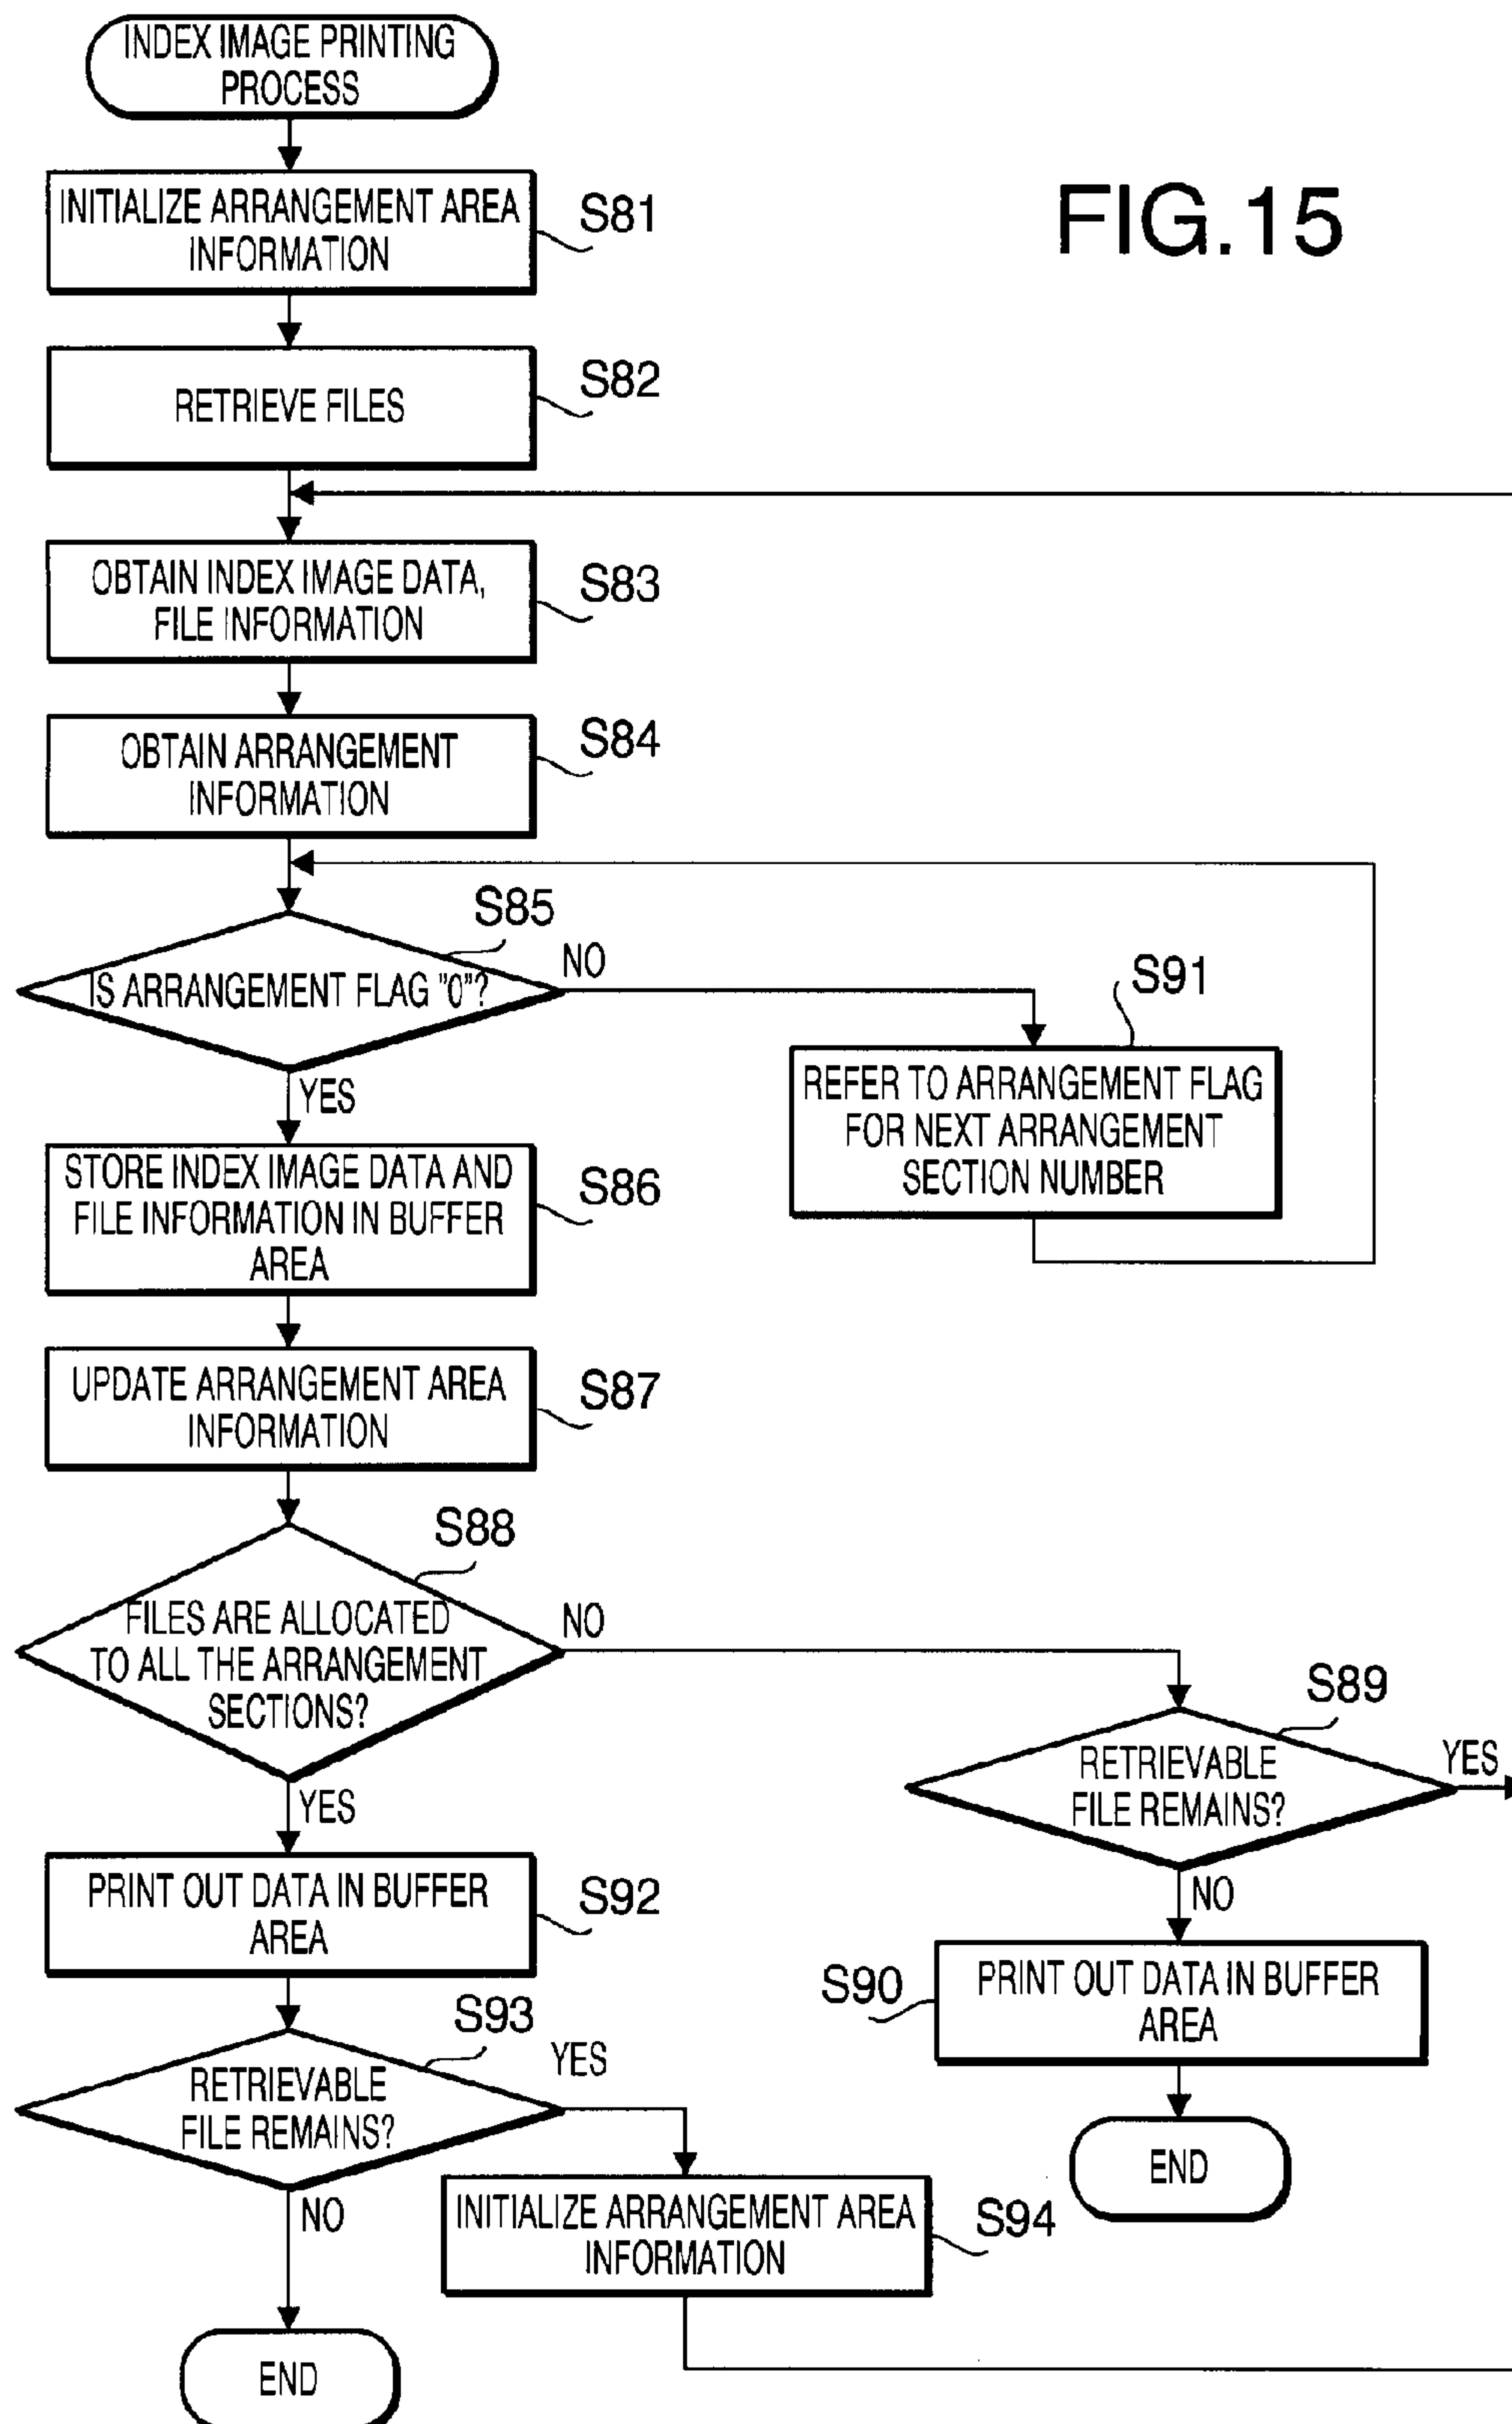 INDEX IMAGE PRINTING
PROCESS
FIG.15
INITIALIZE ARRANGEMENT AREA
INFORMATION
S81
RETRIEVE FILES
S82
OBTAIN INDEX IMAGE DATA,
FILE INFORMATION
S83
OBTAIN ARRANGEMENT
INFORMATION
S84
S85
IS ARRANGEMENT FLAG "0"?
NO
YES
S91
REFER TO ARRANGEMENT FLAG
FOR NEXT ARRANGEMENT
SECTION NUMBER
STORE INDEX IMAGE DATA AND
FILE INFORMATION IN BUFFER
AREA
S86
UPDATE ARRANGEMENT AREA
INFORMATION
S87
S88
FILES ARE ALLOCATED
TO ALL THE ARRANGEMENT
SECTIONS?
NO
YES
S89
RETRIEVABLE
FILE REMAINS?
YES
NO
PRINT OUT DATA IN BUFFER
AREA
S92
S90
PRINT OUT DATA IN BUFFER
AREA
END
S93
RETRIEVABLE
FILE REMAINS?
YES
NO
INITIALIZE ARRANGEMENT AREA
INFORMATION
S94
END